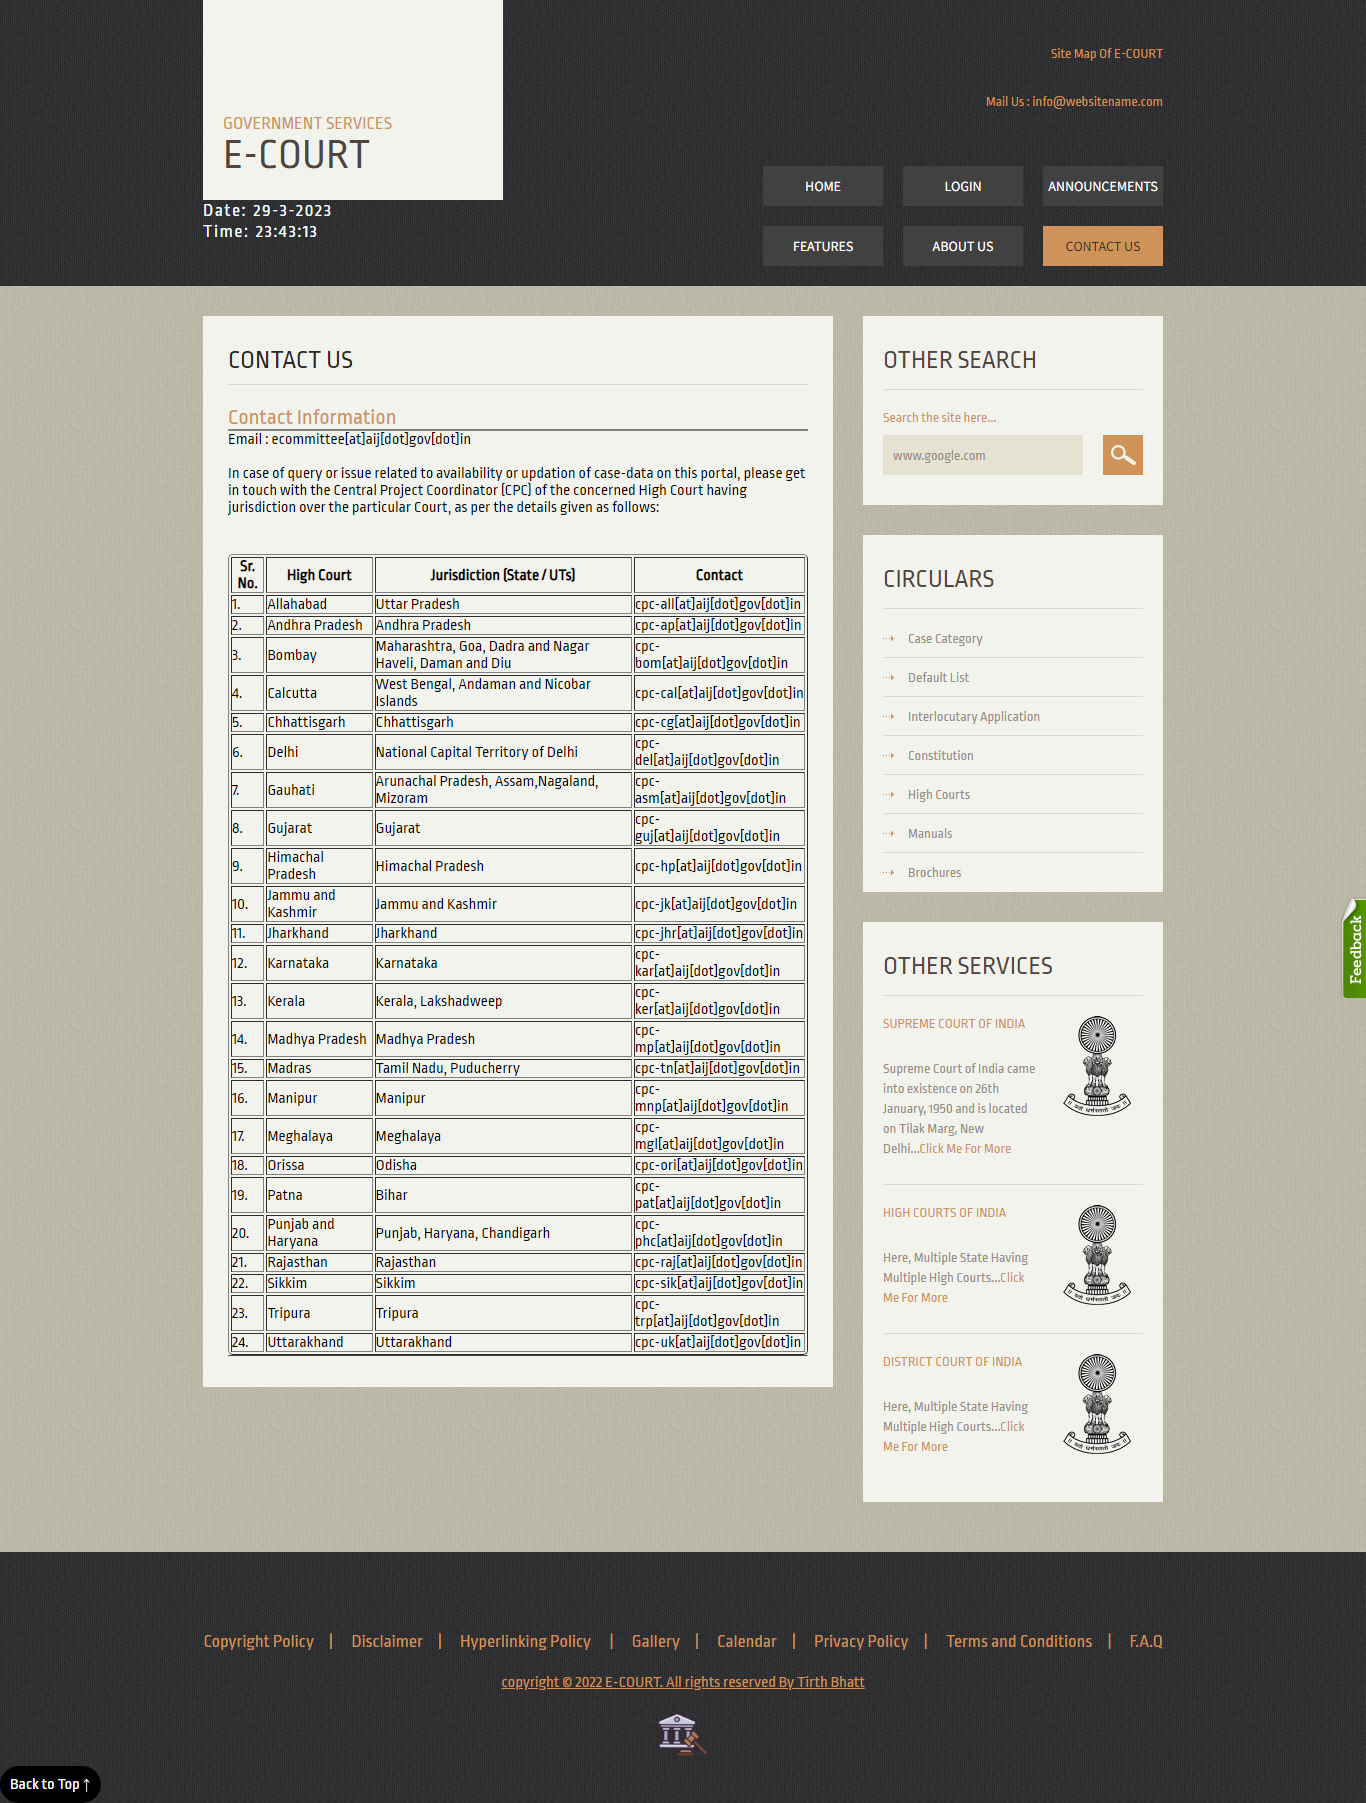 GOVERNMENT SERVICES
E-COURT
Date: 29-3-2023
Time: 23:43:13
Site Map Of E-COURT
Mail Us : info@websitename.com
HOME
LOGIN
ANNOUNCEMENTS
FEATURES
ABOUT US
CONTACT US
CONTACT US
Contact Information
Email : ecommittee[at]aij[dot]gov[dot]in
In case of query or issue related to availability or updation of case-data on this portal, please get
in touch with the Central Project Coordinator (CPC) of the concerned High Court having
jurisdiction over the particular Court, as per the details given as follows:
Sr. No. High Court Jurisdiction (State / UTs) Contact
1. Allahabad Uttar Pradesh cpc-all[at]aij[dot]gov[dot]in
2. Andhra Pradesh Andhra Pradesh cpc-ap[at]aij[dot]gov[dot]in
3. Bombay Maharashtra, Goa, Dadra and Nagar Haveli, Daman and Diu cpc-bom[at]aij[dot]gov[dot]in
4. Calcutta West Bengal, Andaman and Nicobar Islands cpc-cal[at]aij[dot]gov[dot]in
5. Chhattisgarh Chhattisgarh cpc-cg[at]aij[dot]gov[dot]in
6. Delhi National Capital Territory of Delhi cpc-del[at]aij[dot]gov[dot]in
7. Gauhati Arunachal Pradesh, Assam,Nagaland, Mizoram cpc-asm[at]aij[dot]gov[dot]in
8. Gujarat Gujarat cpc-guj[at]aij[dot]gov[dot]in
9. Himachal Pradesh Himachal Pradesh cpc-hp[at]aij[dot]gov[dot]in
10. Jammu and Kashmir Jammu and Kashmir cpc-jk[at]aij[dot]gov[dot]in
11. Jharkhand Jharkhand cpc-jhr[at]aij[dot]gov[dot]in
12. Karnataka Karnataka cpc-kar[at]aij[dot]gov[dot]in
13. Kerala Kerala, Lakshadweep cpc-ker[at]aij[dot]gov[dot]in
14. Madhya Pradesh Madhya Pradesh cpc-mp[at]aij[dot]gov[dot]in
15. Madras Tamil Nadu, Puducherry cpc-tn[at]aij[dot]gov[dot]in
16. Manipur Manipur cpc-mnp[at]aij[dot]gov[dot]in
17. Meghalaya Meghalaya cpc-mgl[at]aij[dot]gov[dot]in
18. Orissa Odisha cpc-ori[at]aij[dot]gov[dot]in
19. Patna Bihar cpc-pat[at]aij[dot]gov[dot]in
20. Punjab and Haryana Punjab, Haryana, Chandigarh cpc-phc[at]aij[dot]gov[dot]in
21. Rajasthan Rajasthan cpc-raj[at]aij[dot]gov[dot]in
22. Sikkim Sikkim cpc-sik[at]aij[dot]gov[dot]in
23. Tripura Tripura cpc-trp[at]aij[dot]gov[dot]in
24. Uttarakhand Uttarakhand cpc-uk[at]aij[dot]gov[dot]in
OTHER SEARCH
Search the site here...
www.google.com
CIRCULARS
Case Category
Default List
Interlocutary Application
Constitution
High Courts
Manuals
Brochures
Feedback
OTHER SERVICES
SUPREME COURT OF INDIA
Supreme Court of India came
into existence on 26th
January, 1950 and is located
on Tilak Marg, New
Delhi...Click Me For More
HIGH COURTS OF INDIA
Here, Multiple State Having
Multiple High Courts...Click
Me For More
DISTRICT COURT OF INDIA
Here, Multiple State Having
Multiple High Courts...Click
Me For More
Copyright Policy | Disclaimer | Hyperlinking Policy | Gallery | Calendar | Privacy Policy | Terms and Conditions | F.A.Q
copyright © 2022 E-COURT. All rights reserved By Tirth Bhatt
Back to Top ↑